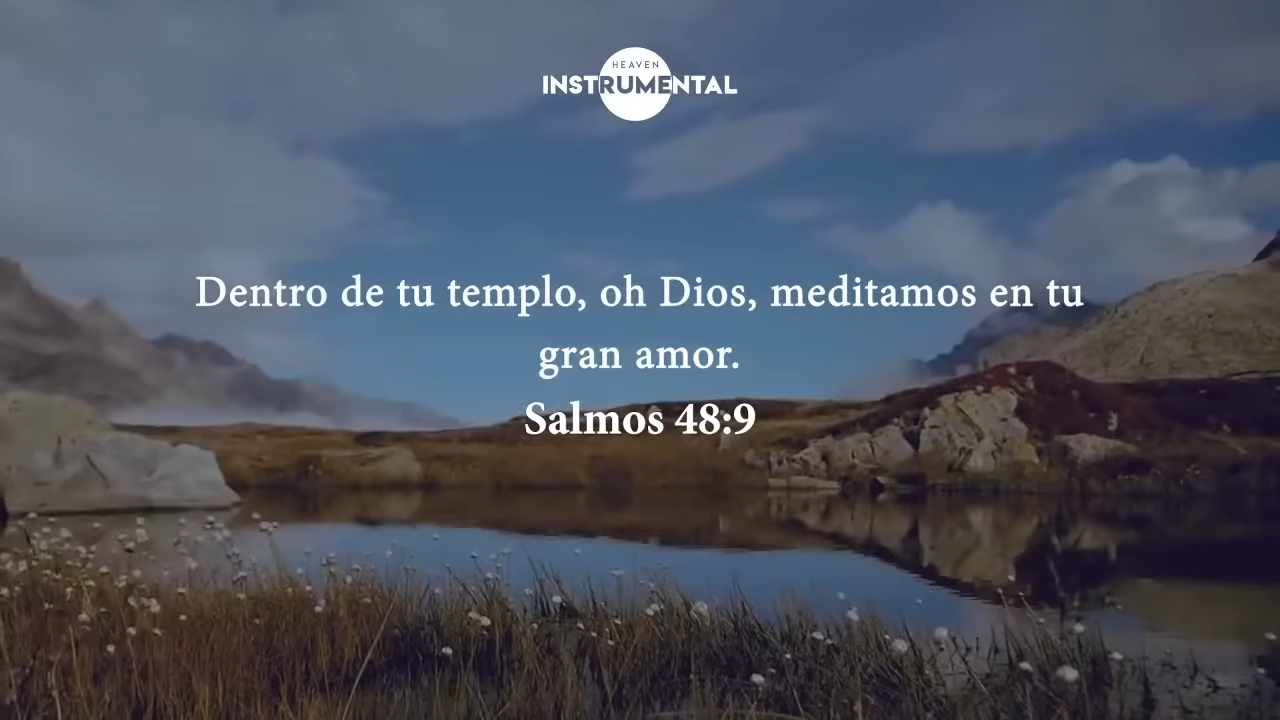 HEAVEN
INSTRUMENTAL
Dentro de tu templo, oh Dios, meditamos en tu
gran amor.
Salmos 48:9